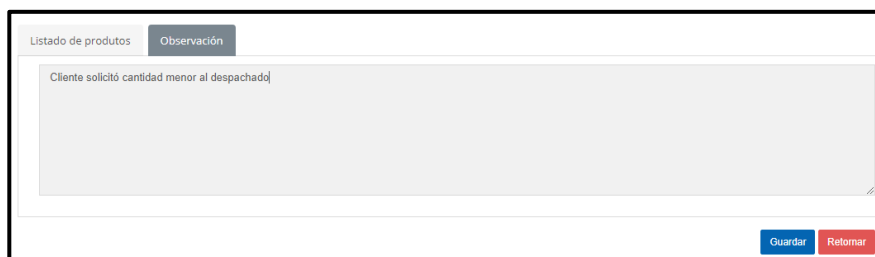 Listado de produtos Observación
Cliente solicitó cantidad menor al despachado
Guardar Retornar